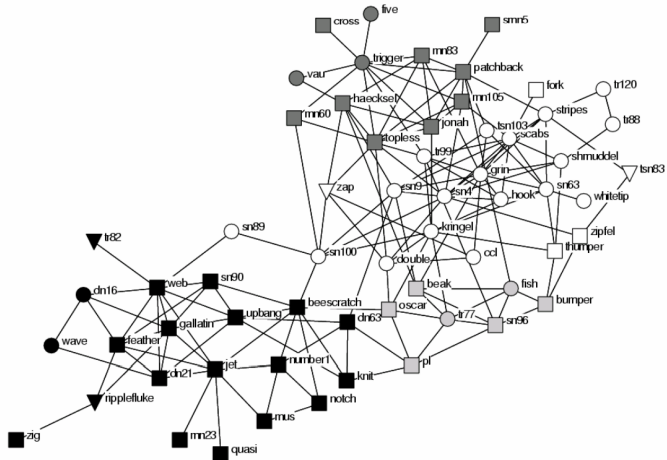 five
cross
smn5
mn83
trigger
patchback
vau
fork
tr120
haecksel
mn105
stripes
mn60
jonah
tsn103
tr88
topless
scabs
tr99
shmuddel
grin
tsn83
zap
sn9
sn4
hook
sn63
whitetip
sn89
kringel
zipfel
tr82
thumper
sn100
double
ccl
sn90
web
dn16
beak
fish
beescratch
oscar
bumper
upbang
gallatin
dn63
tr77
sn96
wave
feather
jet
number1
pl
dn21
knit
ripplefluke
notch
mus
zig
mn23
quasi